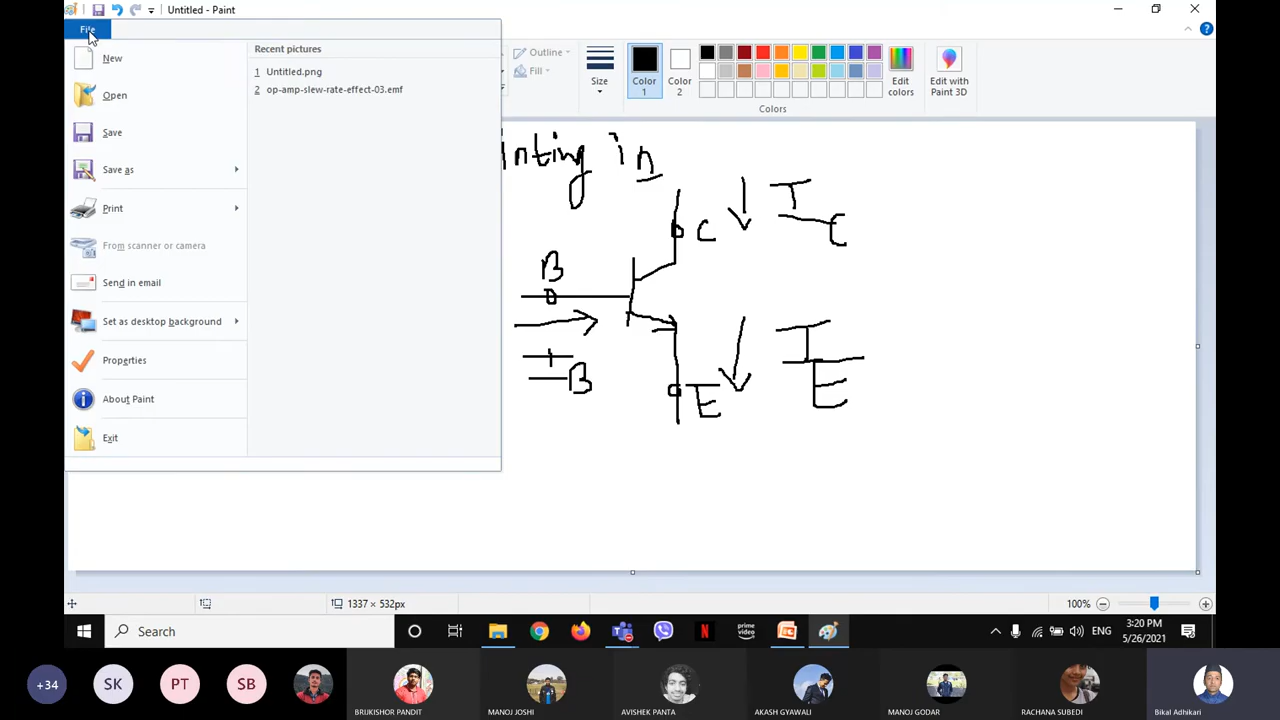 Untitled - Paint
File
New
Open
Save
Save as
Print
From scanner or camera
Send in email
Set as desktop background
Properties
About Paint
Exit
Recent pictures
1 Untitled.png
2 op-amp-slew-rate-effect-03.emf
Outline
Fill
Size
Color 1
Color 2
Edit colors
Edit with Paint 3D
Colors
inting in
B
C
I C
I B
E
I E
1337 × 532px
100%
Search
N
prime video
ENG
3:20 PM
5/26/2021
+34
SK
PT
SB
BRIJKISHOR PANDIT
MANOJ JOSHI
AVISHEK PANTA
AKASH GYAWALI
MANOJ GODAR
RACHANA SUBEDI
Bikal Adhikari